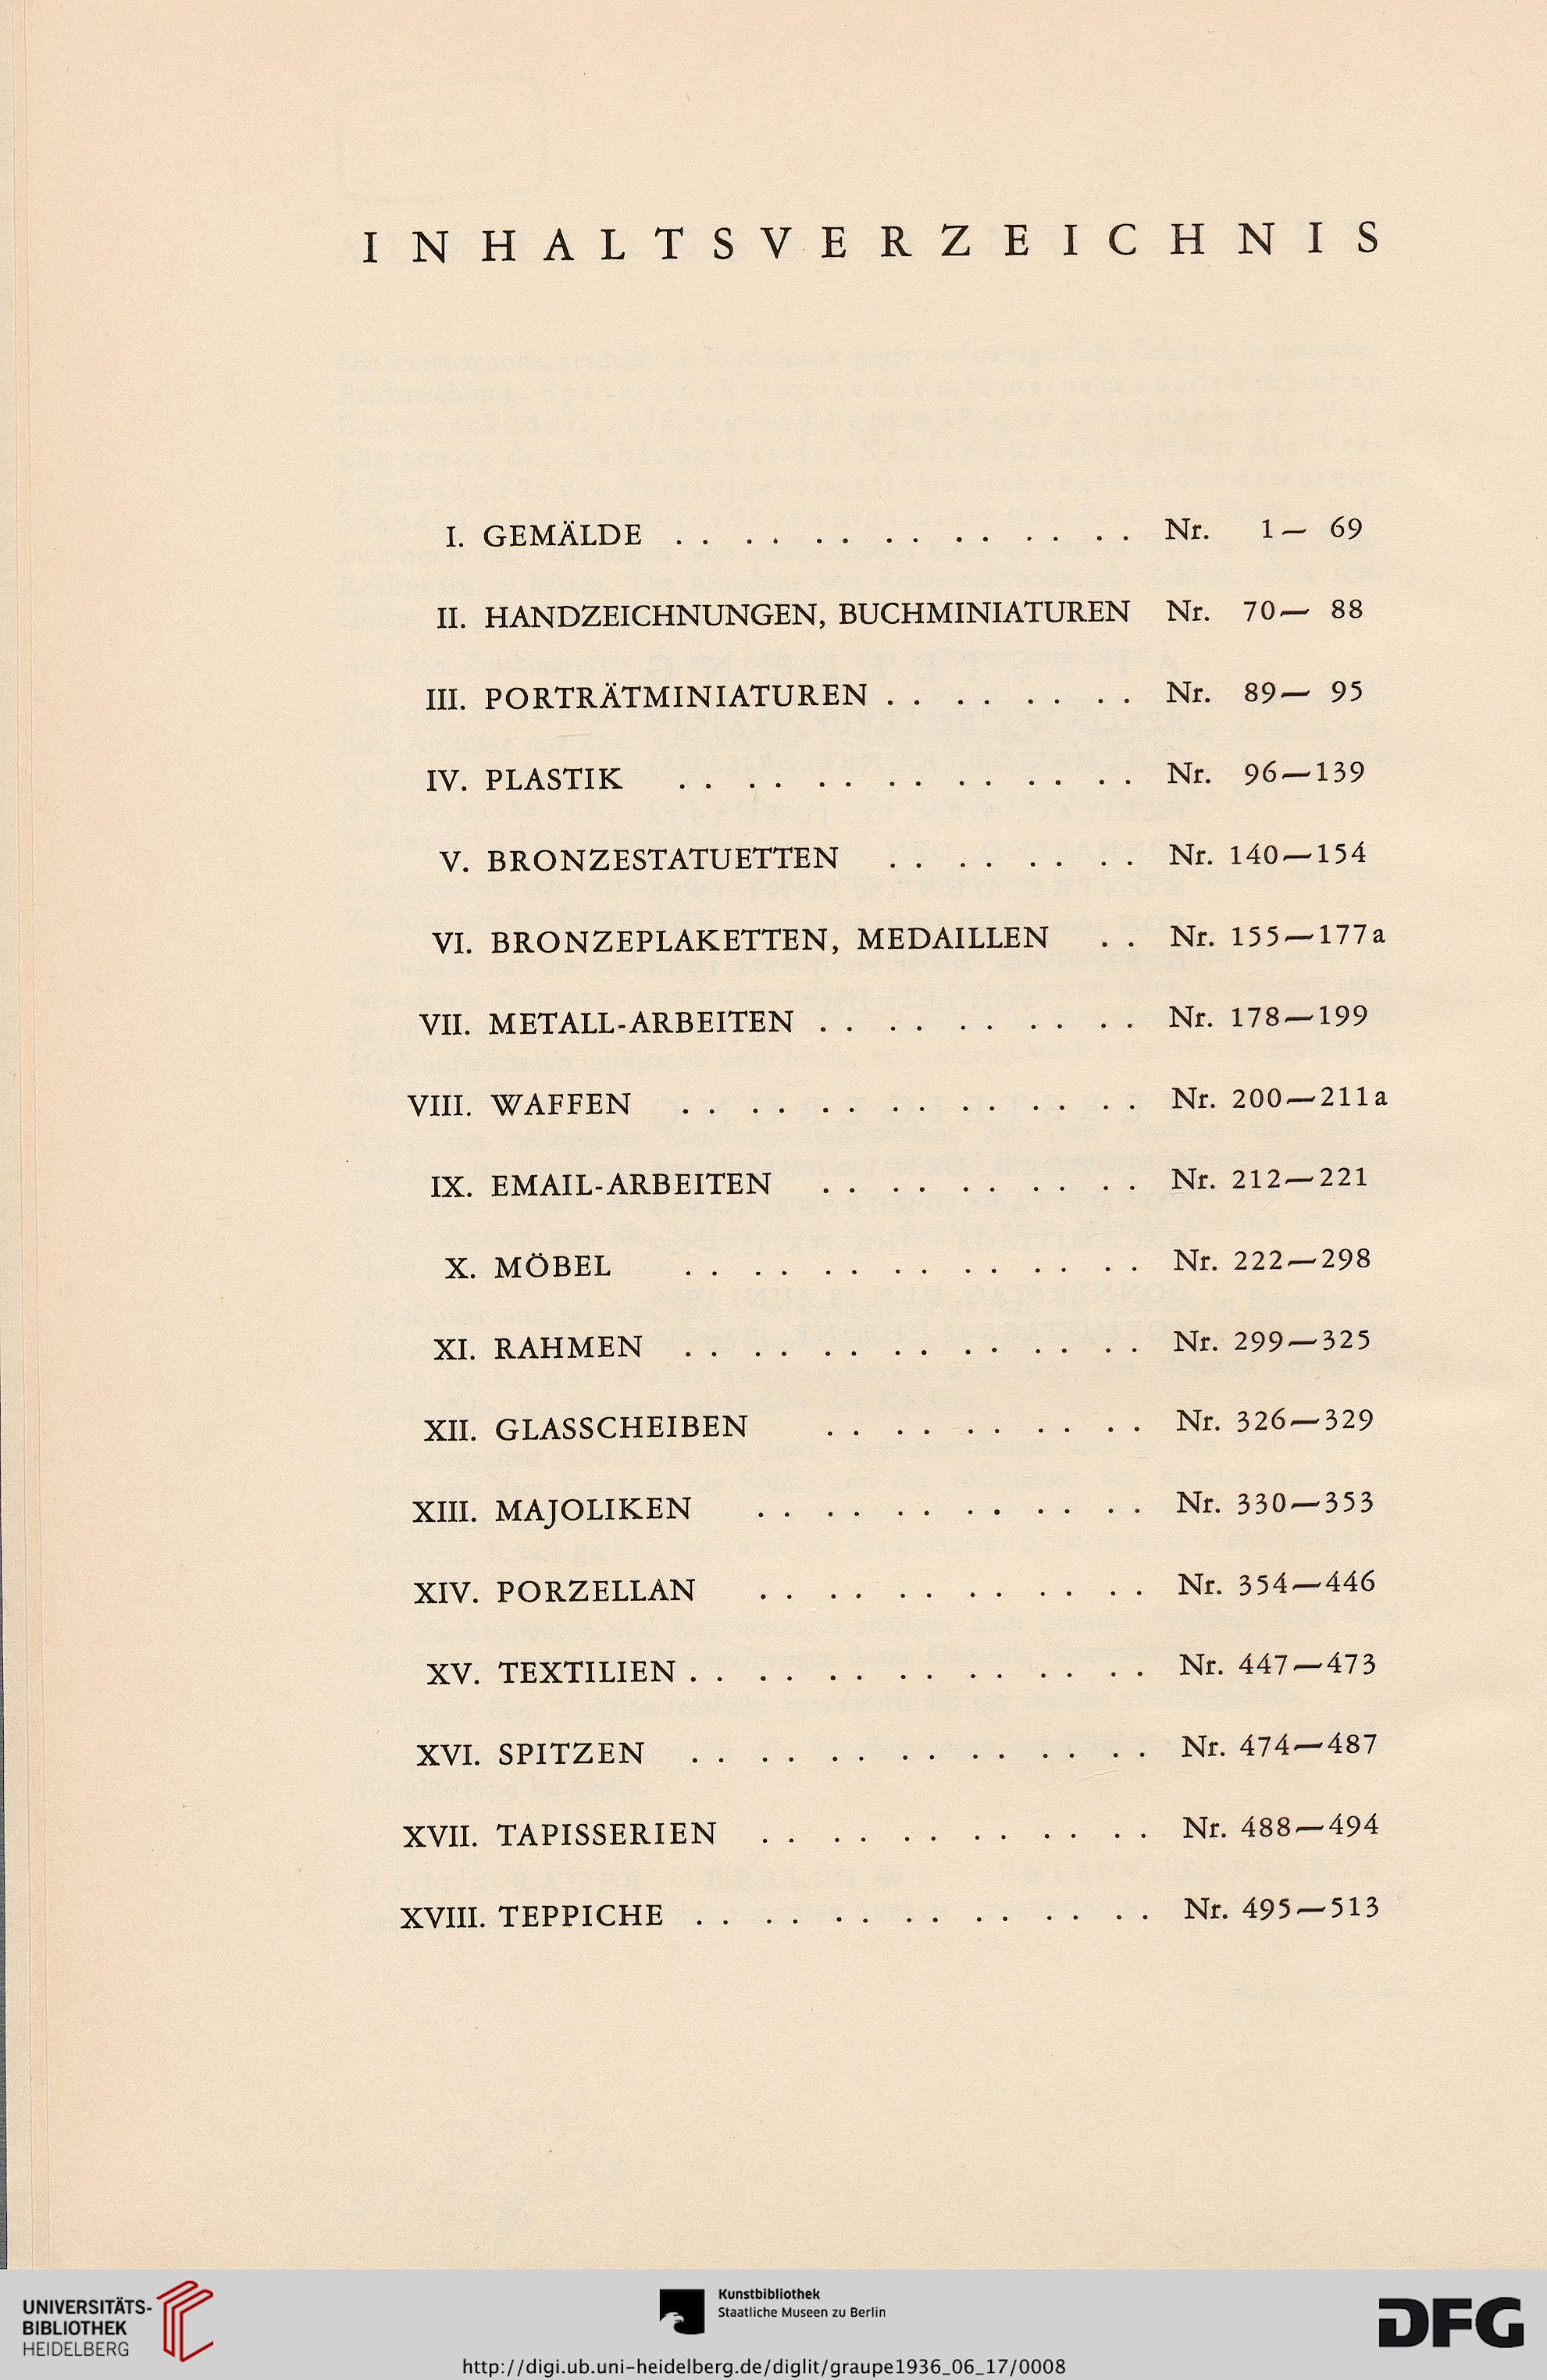 INHALTSVERZEICHNIS
I. GEMÄLDE . . . . . . . . . . . . . . Nr. 1— 69
II. HANDZEICHNUNGEN, BUCHMINIATUREN Nr. 70— 88
III. PORTRÄTMINIATUREN . . . . . . . . Nr. 89— 95
IV. PLASTIK . . . . . . . . . . . . . . Nr. 96—139
V. BRONZESTATUETTEN . . . . . . . . Nr. 140—154
VI. BRONZEPLAKETTEN, MEDAILLEN . . Nr. 155—177a
VII. METALL-ARBEITEN . . . . . . . . . . Nr. 178—199
VIII. WAFFEN . . . . . . . . . . . . . . Nr. 200—211a
IX. EMAIL-ARBEITEN . . . . . . . . . . Nr. 212—221
X. MÖBEL . . . . . . . . . . . . . . Nr. 222—298
XI. RAHMEN . . . . . . . . . . . . . . Nr. 299—325
XII. GLASSCHEIBEN . . . . . . . . . . Nr. 326—329
XIII. MAJOLIKEN . . . . . . . . . . . . Nr. 330—353
XIV. PORZELLAN . . . . . . . . . . . . Nr. 354—446
XV. TEXTILIEN . . . . . . . . . . . . . . Nr. 447—473
XVI. SPITZEN . . . . . . . . . . . . . . Nr. 474—487
XVII. TAPISSERIEN . . . . . . . . . . . . Nr. 488—494
XVIII. TEPPICHE . . . . . . . . . . . . . . Nr. 495—513
UNIVERSITÄTS-
BIBLIOTHEK
HEIDELBERG
Kunstbibliothek
Staatliche Museen zu Berlin
DFG
http://digi.ub.uni-heidelberg.de/diglit/graupe1936_06_17/0008